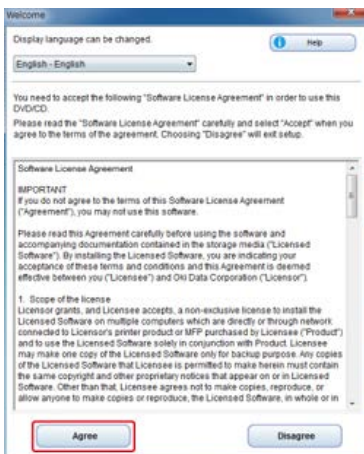 Welcome
Display language can be changed.
Help
English - English
You need to accept the following "Software License Agreement" in order to use this
DVD/CD.
Please read the "Software License Agreement" carefully and select "Accept" when you
agree to the terms of the agreement. Choosing "Disagree" will exit setup.
Software License Agreement
IMPORTANT
If you do not agree to the terms of this Software License Agreement
("Agreement"), you may not use this software.
Please read this Agreement carefully before using the software and
accompanying documentation contained in the storage media ("Licensed
Software"). By installing the Licensed Software, you are indicating your
acceptance of these terms and conditions and this Agreement is deemed
effective between you ("Licensee") and Oki Data Corporation ("Licensor").
1. Scope of the license
Licensor grants, and Licensee accepts, a non-exclusive license to install the
Licensed Software on multiple computers which are directly or through network
connected to Licensor's printer product or MFP purchased by Licensee ("Product")
and to use the Licensed Software solely in conjunction with Product. Licensee
may make one copy of the Licensed Software only for backup purpose. Any copies
of the Licensed Software that Licensee is permitted to make herein must contain
the same copyright and other proprietary notices that appear on or in Licensed
Software. Other than that, Licensee agrees not to make copies, reproduce, or
allow anyone to make copies or reproduce, the Licensed Software, in whole or in
Agree
Disagree